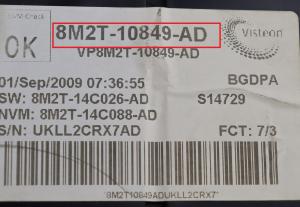 OK
Visteon
8M2T-10849-AD
VP8M2T-10849-AD
01/Sep/2009 07:36:55 BGDPA
SW: 8M2T-14C026-AD S14729
NVM: 8M2T-14C088-AD
S/N: UKLL2CRX7AD FCT: 7/3
*8M2T10849ADUKLL2CRX7*